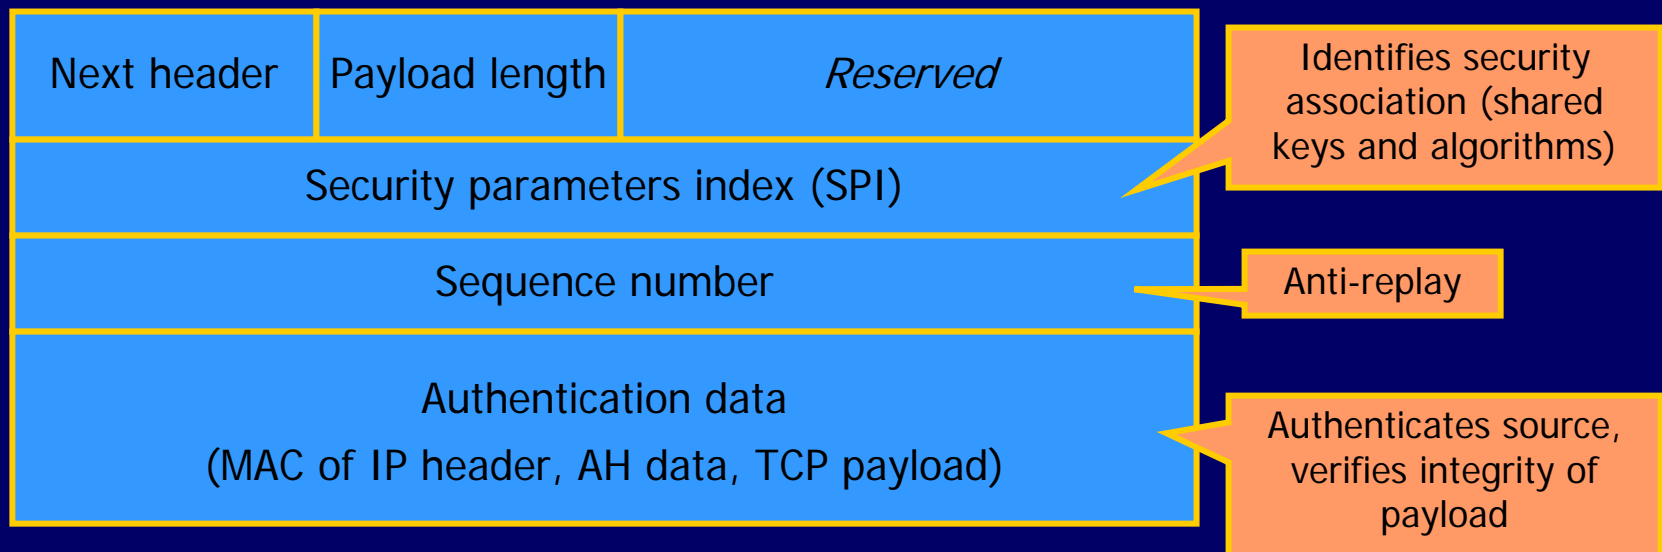 Next header
Payload length
Reserved
Identifies security
association (shared
keys and algorithms)
Security parameters index (SPI)
Sequence number
Anti-replay
Authentication data
(MAC of IP header, AH data, TCP payload)
Authenticates source,
verifies integrity of
payload